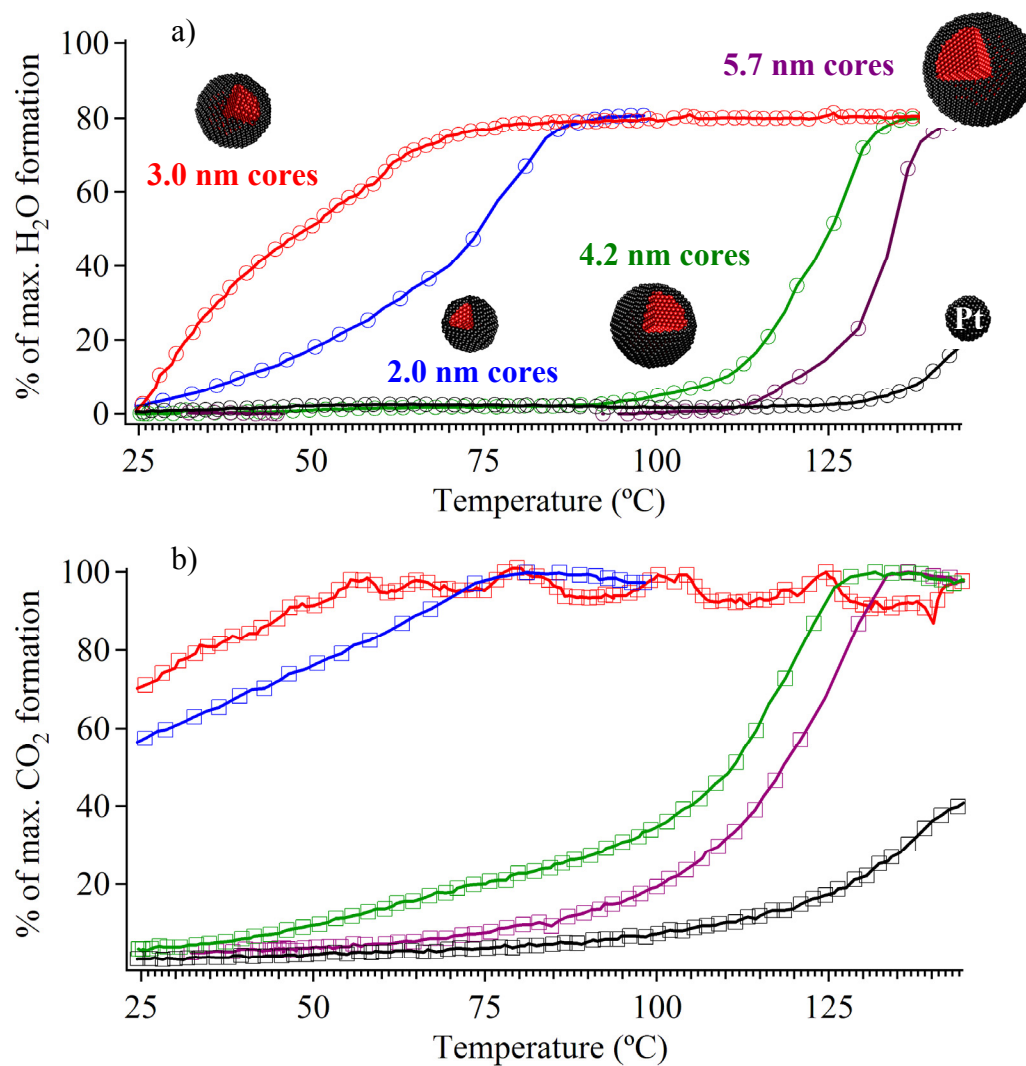 a)
100
80
60
40
20
0
% of max. H₂O formation
5.7 nm cores
3.0 nm cores
4.2 nm cores
2.0 nm cores
Pt
25 50 75 100 125
Temperature (ºC)
b)
100
80
60
40
20
% of max. CO₂ formation
25 50 75 100 125
Temperature (ºC)